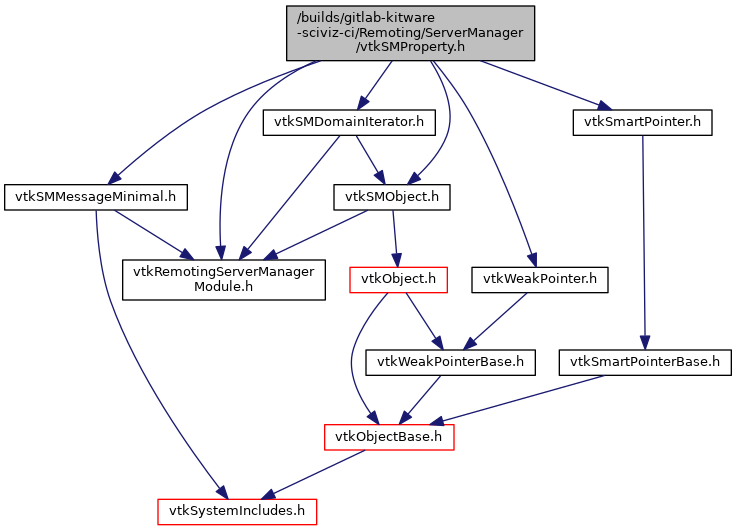 /builds/gitlab-kitware
-sciviz-ci/Remoting/ServerManager
/vtkSMProperty.h
vtkSMDomainIterator.h
vtkSmartPointer.h
vtkSMMessageMinimal.h
vtkSMObject.h
vtkRemotingServerManager
Module.h
vtkObject.h
vtkWeakPointer.h
vtkWeakPointerBase.h
vtkSmartPointerBase.h
vtkObjectBase.h
vtkSystemIncludes.h